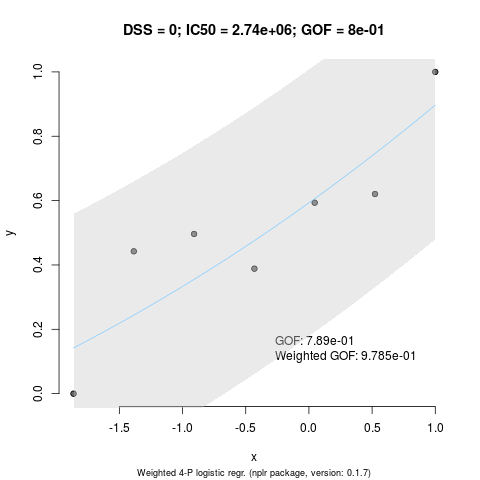 DSS = 0; IC50 = 2.74e+06; GOF = 8e-01
1.0
0.8
0.6
0.4
0.2
0.0
y
GOF: 7.89e-01
Weighted GOF: 9.785e-01
-1.5 -1.0 -0.5 0.0 0.5 1.0
x
Weighted 4-P logistic regr. (nplr package, version: 0.1.7)